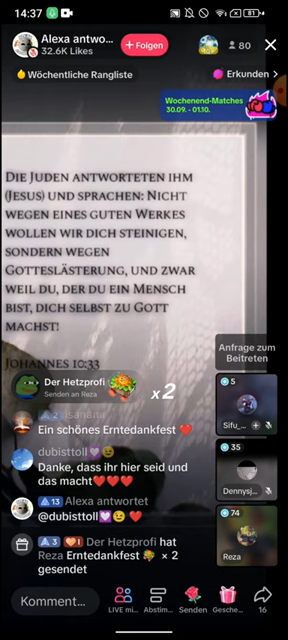 14:37
81
Alexa antwo...
32.6K Likes
+ Folgen
80
Wöchentliche Rangliste
Erkunden >
Wochenend-Matches
30.09. - 01.10.
Die Juden antworteten ihm
(Jesus) und sprachen: Nicht
wegen eines guten Werkes
wollen wir dich steinigen,
sondern wegen
Gotteslästerung, und zwar
weil du, der du ein Mensch
bist, dich selbst zu Gott
machst!
Johannes 10:33
Anfrage zum
Beitreten
Der Hetzprofi
Senden an Reza
x2
5
Sifu_...
Ein schönes Erntedankfest ❤️
dubisttoll💜😉
Danke, dass ihr hier seid und
das macht❤️❤️❤️
35
Dennysj...
13 Alexa antwortet
@dubisttoll💜😉 ❤️
74
Reza
3 1 Der Hetzprofi hat
Reza Erntedankfest 💐 × 2
gesendet
Komment...
LIVE mi...
Abstim...
Senden
Gesche...
16